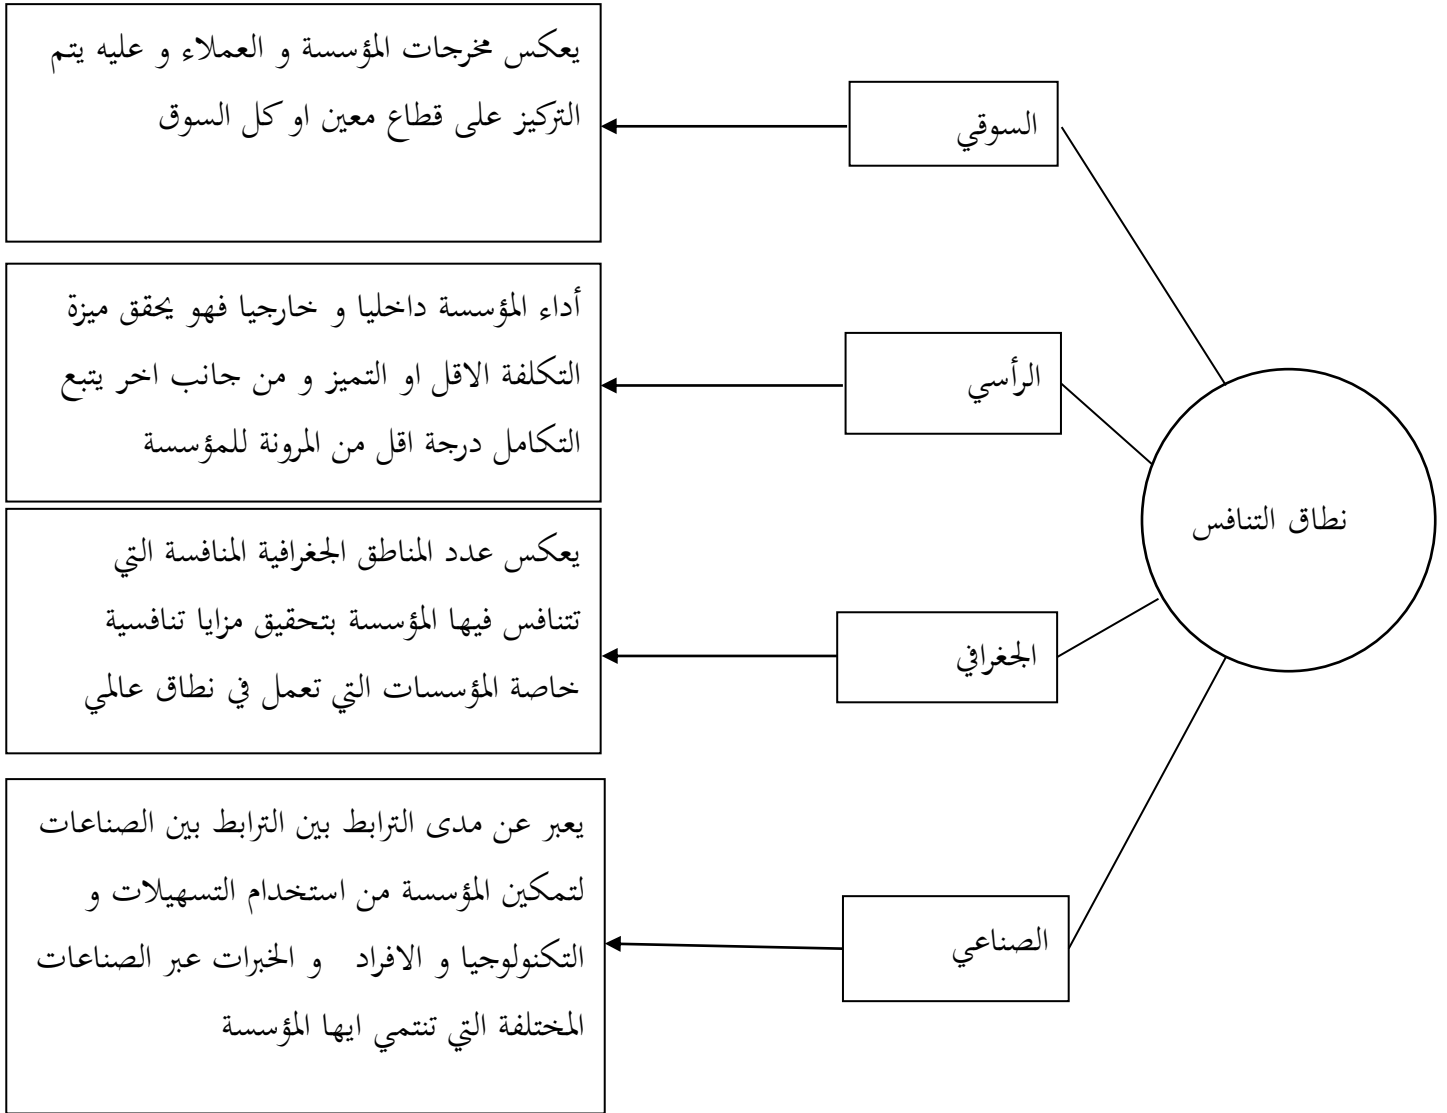 نطاق التنافس
السوقي
يعكس مخرجات المؤسسة و العملاء و عليه يتم
التركيز على قطاع معين او كل السوق
الرأسي
أداء المؤسسة داخليا و خارجيا فهو يحقق ميزة
التكلفة الاقل او التميز و من جانب اخر يتبع
التكامل درجة اقل من المرونة للمؤسسة
الجغرافي
يعكس عدد المناطق الجغرافية المنافسة التي
تتنافس فيها المؤسسة بتحقيق مزايا تنافسية
خاصة المؤسسات التي تعمل في نطاق عالمي
الصناعي
يعبر عن مدى الترابط بين الترابط بين الصناعات
لتمكين المؤسسة من استخدام التسهيلات و
التكنولوجيا و الافراد و الخبرات عبر الصناعات
المختلفة التي تنتمي ايها المؤسسة